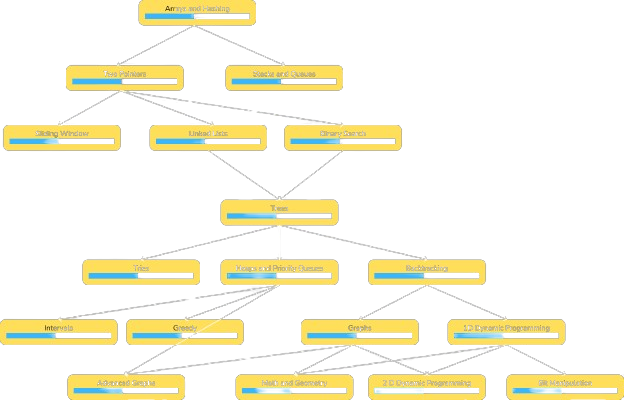 Arrays and Hashing
Two Pointers
Stacks and Queues
Sliding Window
Linked Lists
Binary Search
Trees
Tries
Heaps and Priority Queues
Backtracking
Intervals
Greedy
Graphs
1-D Dynamic Programming
Advanced Graphs
Math and Geometry
2-D Dynamic Programming
Bit Manipulation